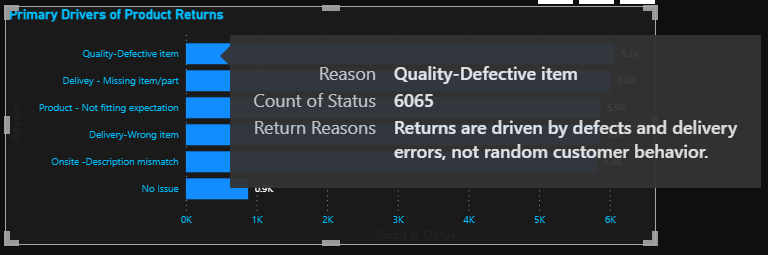 Primary Drivers of Product Returns
Quality-Defective item
6.1K
Delivey - Missing item/part
6.0K
Product - Not fitting expectation
Delivery-Wrong item
Onsite -Description mismatch
No Issue
0.9K
Reason
Reason Quality-Defective item
Count of Status 6065
Return Reasons Returns are driven by defects and delivery
errors, not random customer behavior.
0K 1K 2K 3K 4K 5K 6K
Count of Status